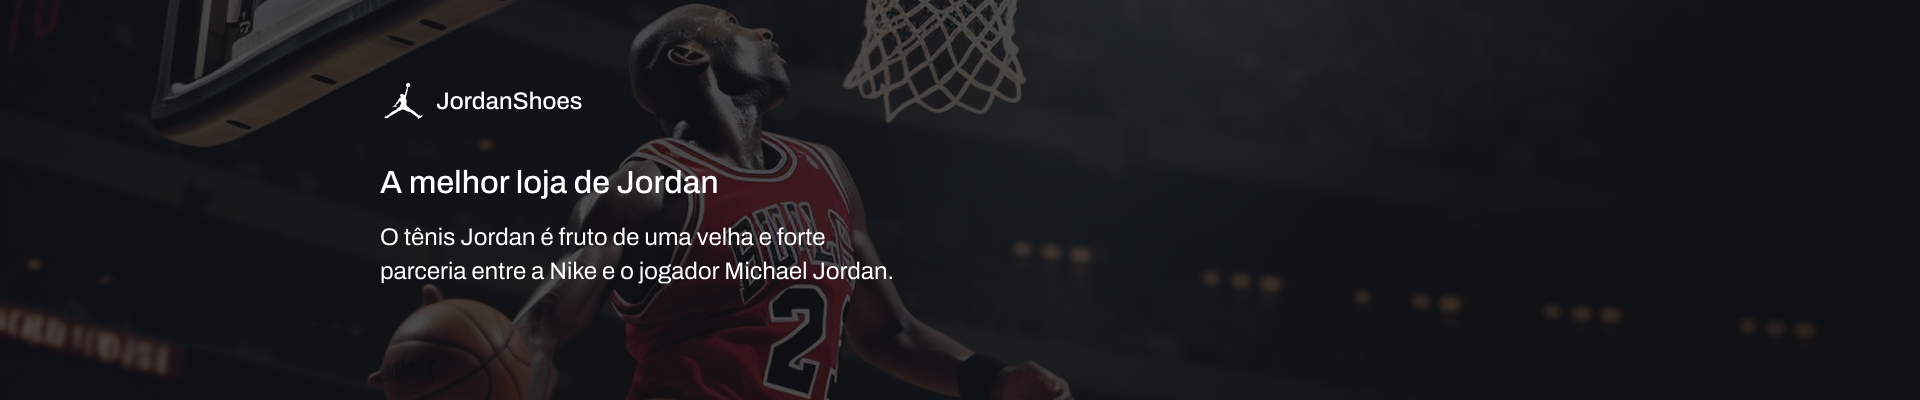 JordanShoes
A melhor loja de Jordan
O tênis Jordan é fruto de uma velha e forte
parceria entre a Nike e o jogador Michael Jordan.
BULLS
2